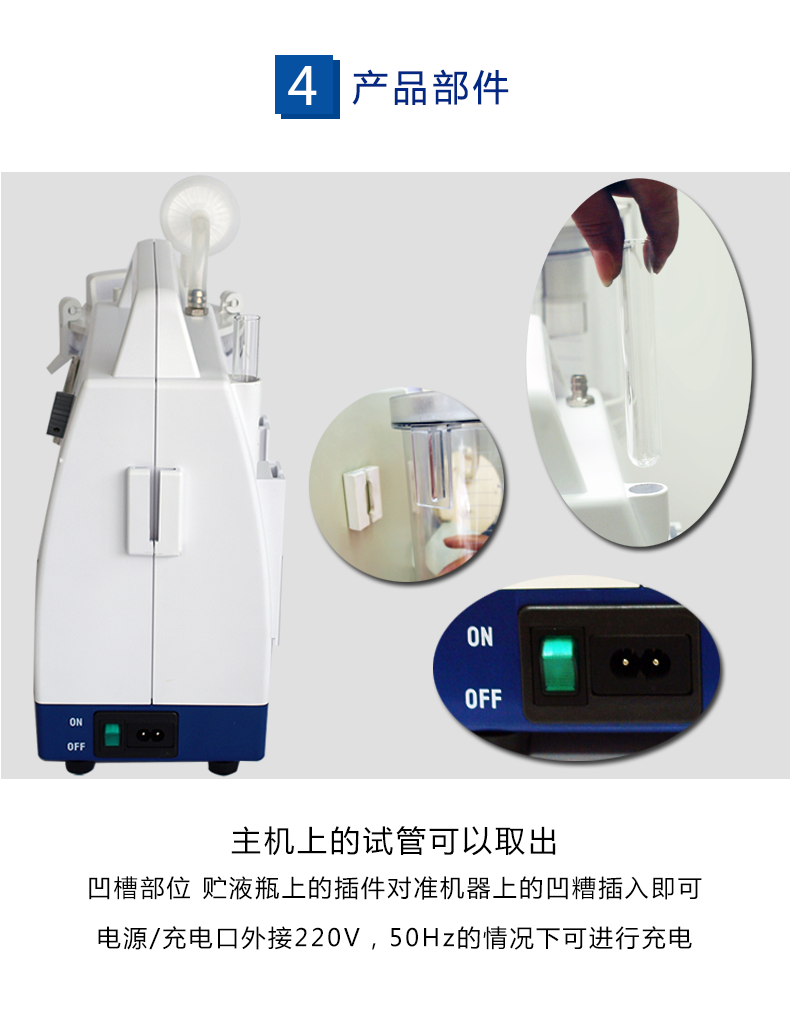 4 产品部件
ON
OFF
ON
OFF
主机上的试管可以取出
凹槽部位 贮液瓶上的插件对准机器上的凹糟插入即可
电源/充电口外接220V，50Hz的情况下可进行充电